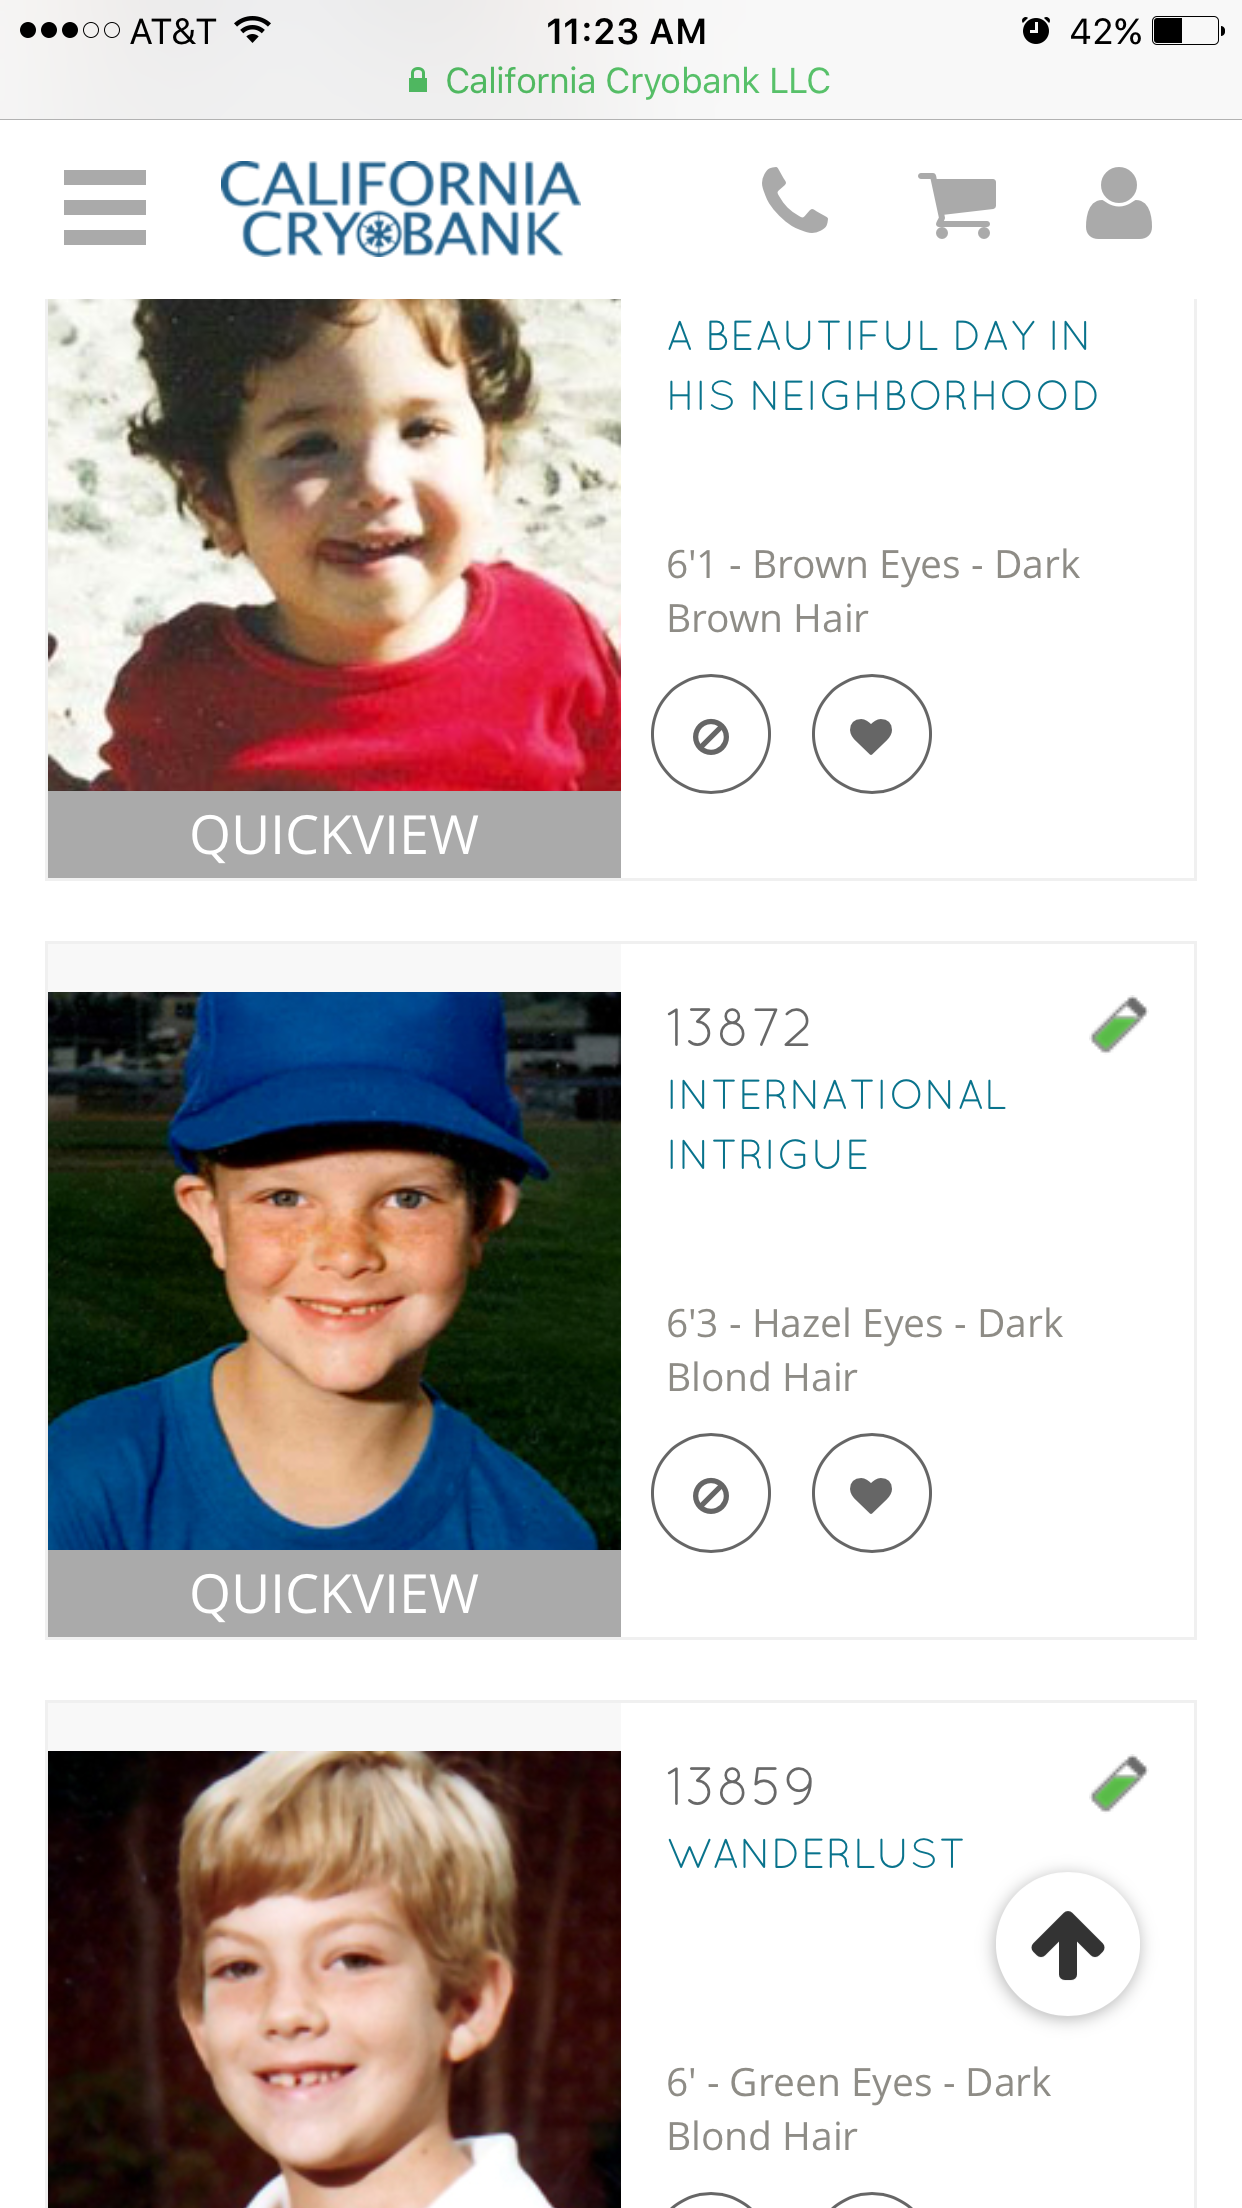 AT&T 11:23 AM 42%
California Cryobank LLC
CALIFORNIA
CRYOBANK
A BEAUTIFUL DAY IN
HIS NEIGHBORHOOD
6'1 - Brown Eyes - Dark
Brown Hair
QUICKVIEW
13872
INTERNATIONAL
INTRIGUE
6'3 - Hazel Eyes - Dark
Blond Hair
QUICKVIEW
13859
WANDERLUST
6' - Green Eyes - Dark
Blond Hair